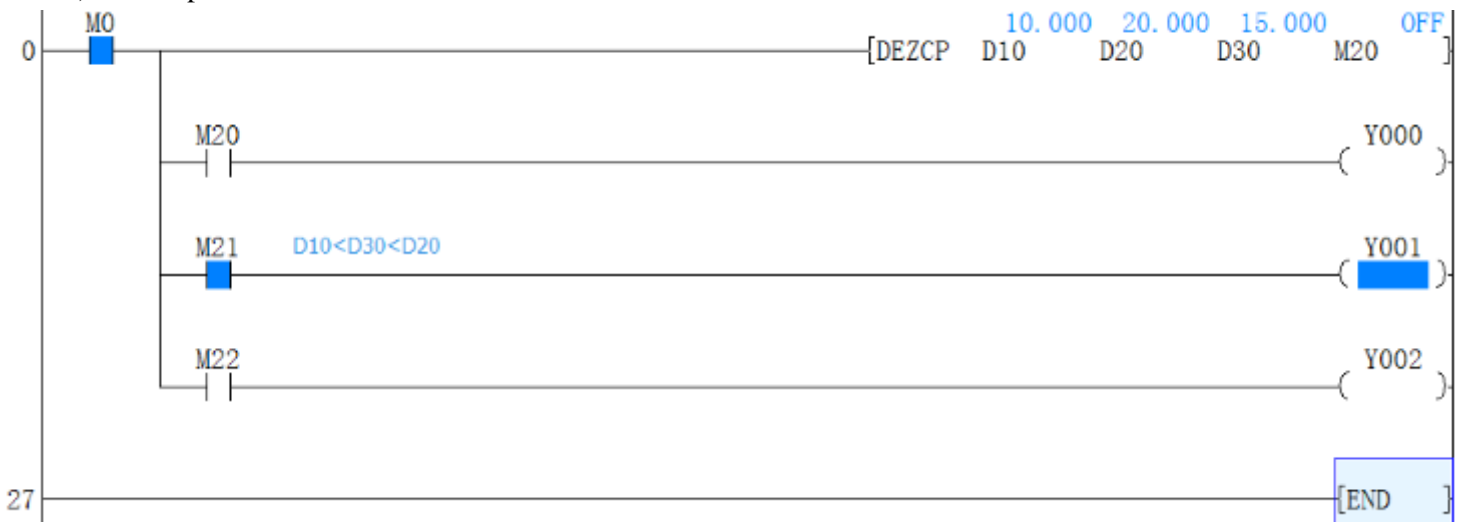 M0 10.000 20.000 15.000 OFF
0 [DEZCP D10 D20 D30 M20 ]
M20 Y000
( )
M21 D10<D30<D20 Y001
( )
M22 Y002
( )
27 [END ]